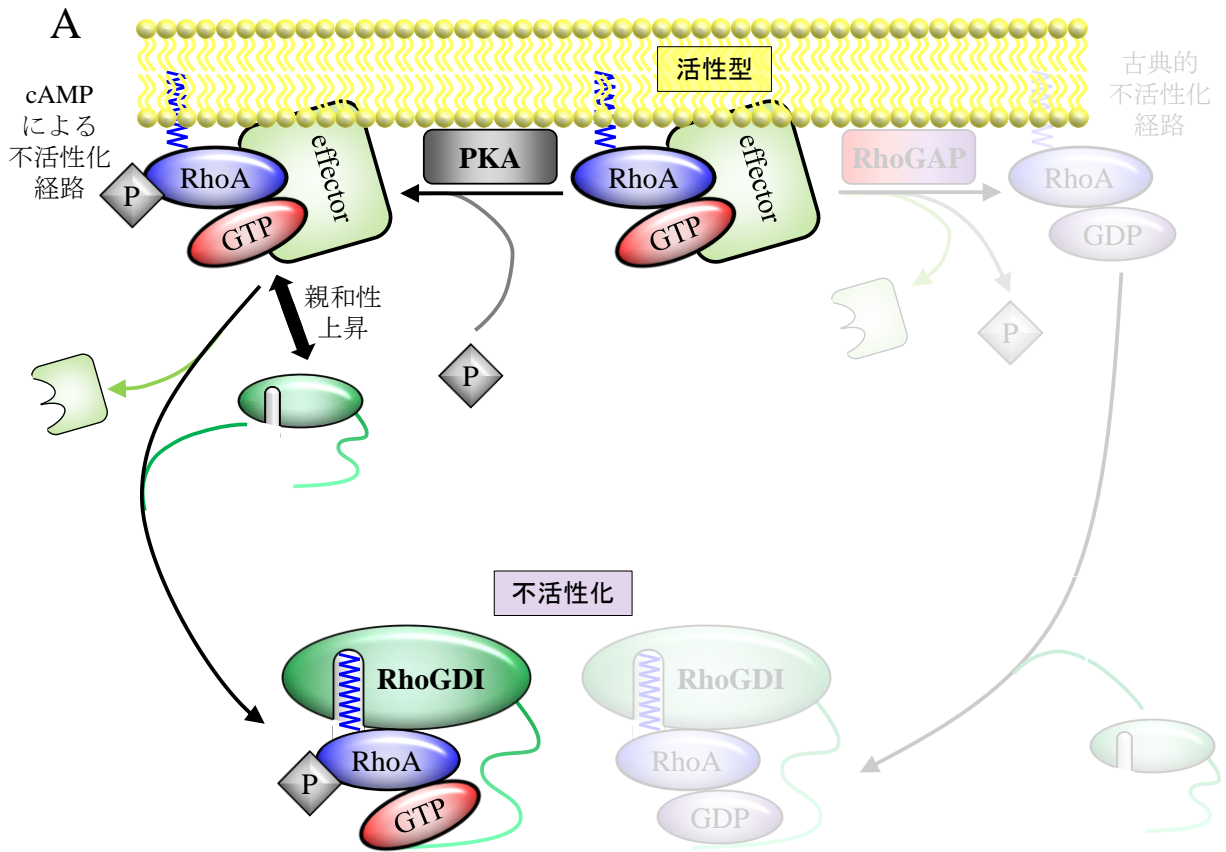 A
活性型
古典的
不活性化
経路
cAMP
による
不活性化
経路
P
RhoA
GTP
effector
PKA
RhoA
GTP
effector
RhoGAP
RhoA
GDP
親和性
上昇
P
P
不活性化
RhoGDI
RhoA
P
GTP
RhoGDI
RhoA
GDP